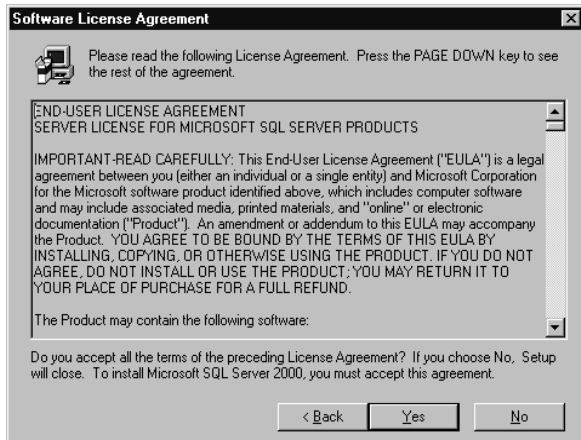 Software License Agreement
Please read the following License Agreement. Press the PAGE DOWN key to see
the rest of the agreement.
END-USER LICENSE AGREEMENT
SERVER LICENSE FOR MICROSOFT SQL SERVER PRODUCTS
IMPORTANT-READ CAREFULLY: This End-User License Agreement ("EULA") is a legal
agreement between you (either an individual or a single entity) and Microsoft Corporation
for the Microsoft software product identified above, which includes computer software
and may include associated media, printed materials, and "online" or electronic
documentation ("Product"). An amendment or addendum to this EULA may accompany
the Product. YOU AGREE TO BE BOUND BY THE TERMS OF THIS EULA BY
INSTALLING, COPYING, OR OTHERWISE USING THE PRODUCT. IF YOU DO NOT
AGREE, DO NOT INSTALL OR USE THE PRODUCT; YOU MAY RETURN IT TO
YOUR PLACE OF PURCHASE FOR A FULL REFUND.
The Product may contain the following software:
Do you accept all the terms of the preceding License Agreement? If you choose No, Setup
will close. To install Microsoft SQL Server 2000, you must accept this agreement.
< Back Yes No